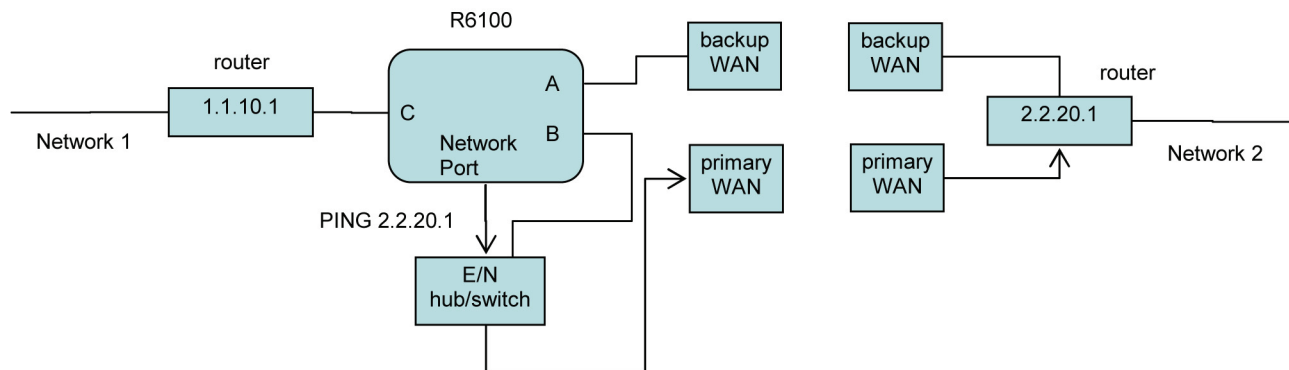 R6100
router
1.1.10.1
Network 1
C
A
B
Network
Port
PING 2.2.20.1
E/N
hub/switch
backup
WAN
primary
WAN
backup
WAN
primary
WAN
router
2.2.20.1
Network 2